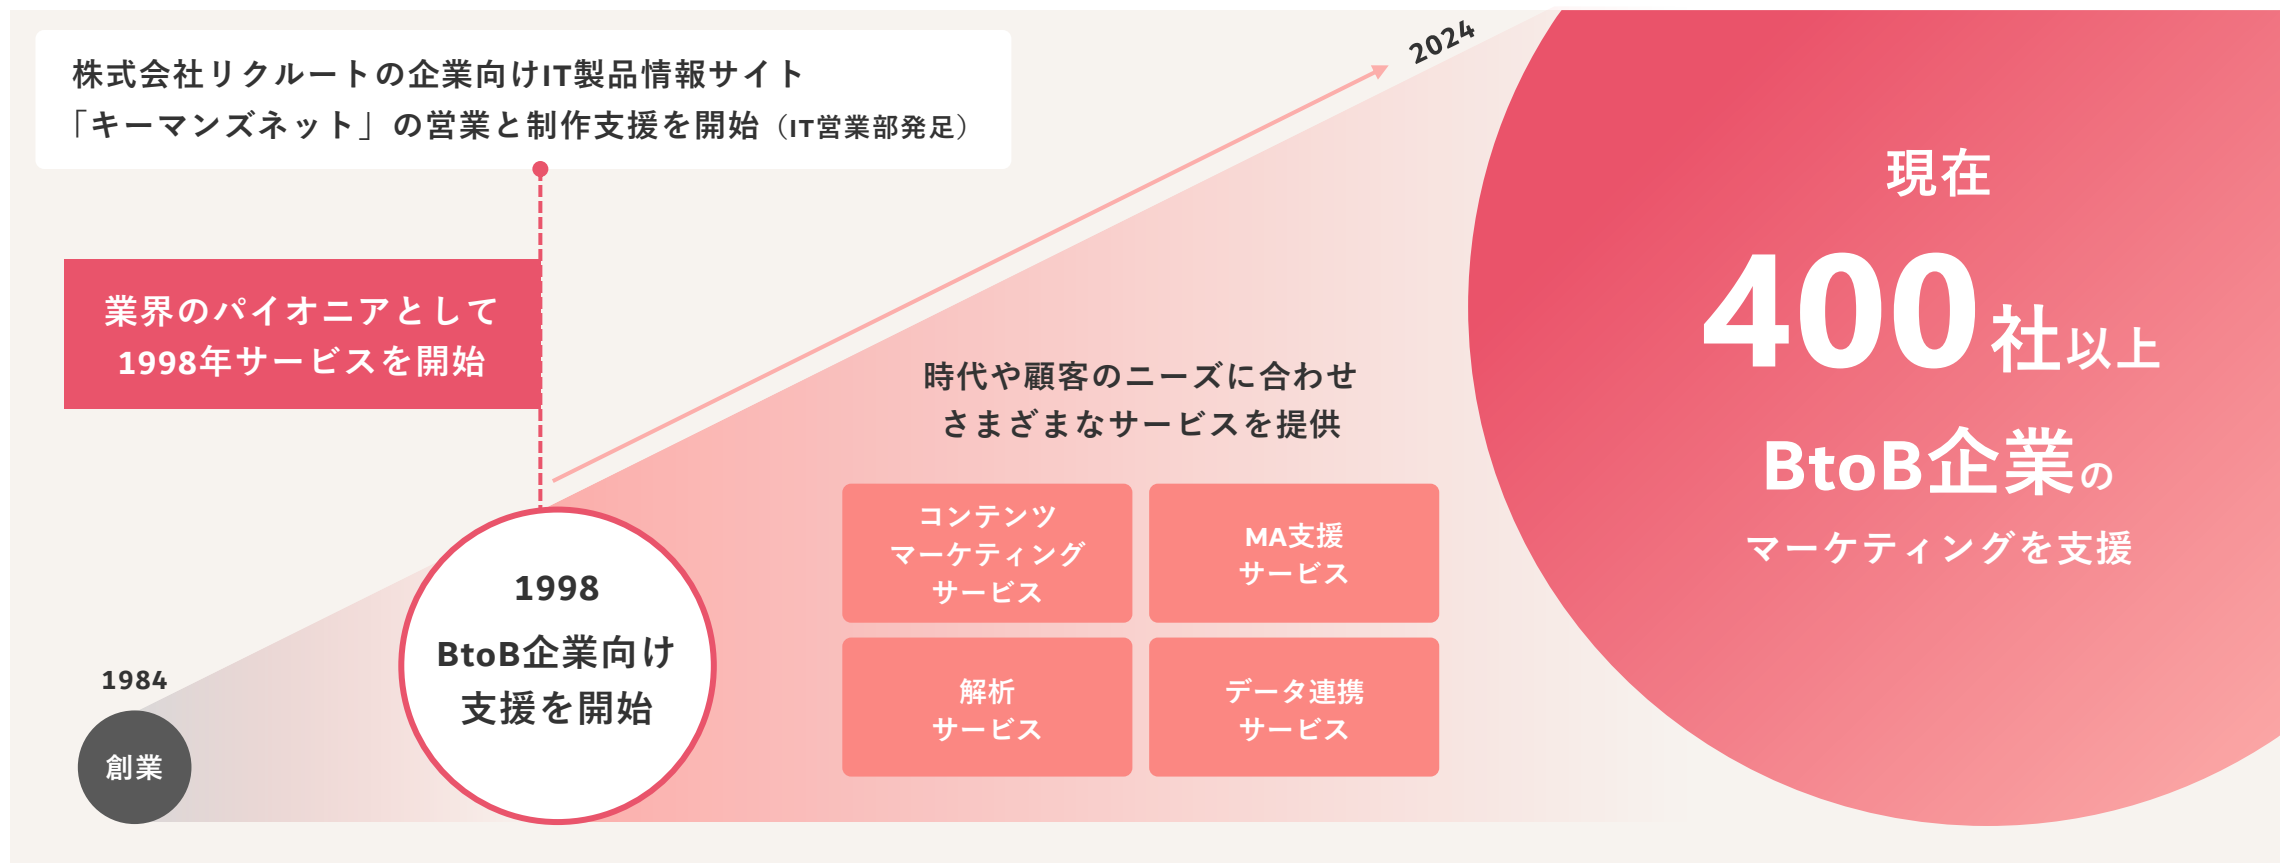 株式会社リクルートの企業向けIT製品情報サイト
「キーマンズネット」の営業と制作支援を開始（IT営業部発足）
業界のパイオニアとして
1998年サービスを開始
1984
創業
1998
BtoB企業向け
支援を開始
2024
時代や顧客のニーズに合わせ
さまざまなサービスを提供
コンテンツ
マーケティング
サービス
MA支援
サービス
解析
サービス
データ連携
サービス
現在
400社以上
BtoB企業の
マーケティングを支援